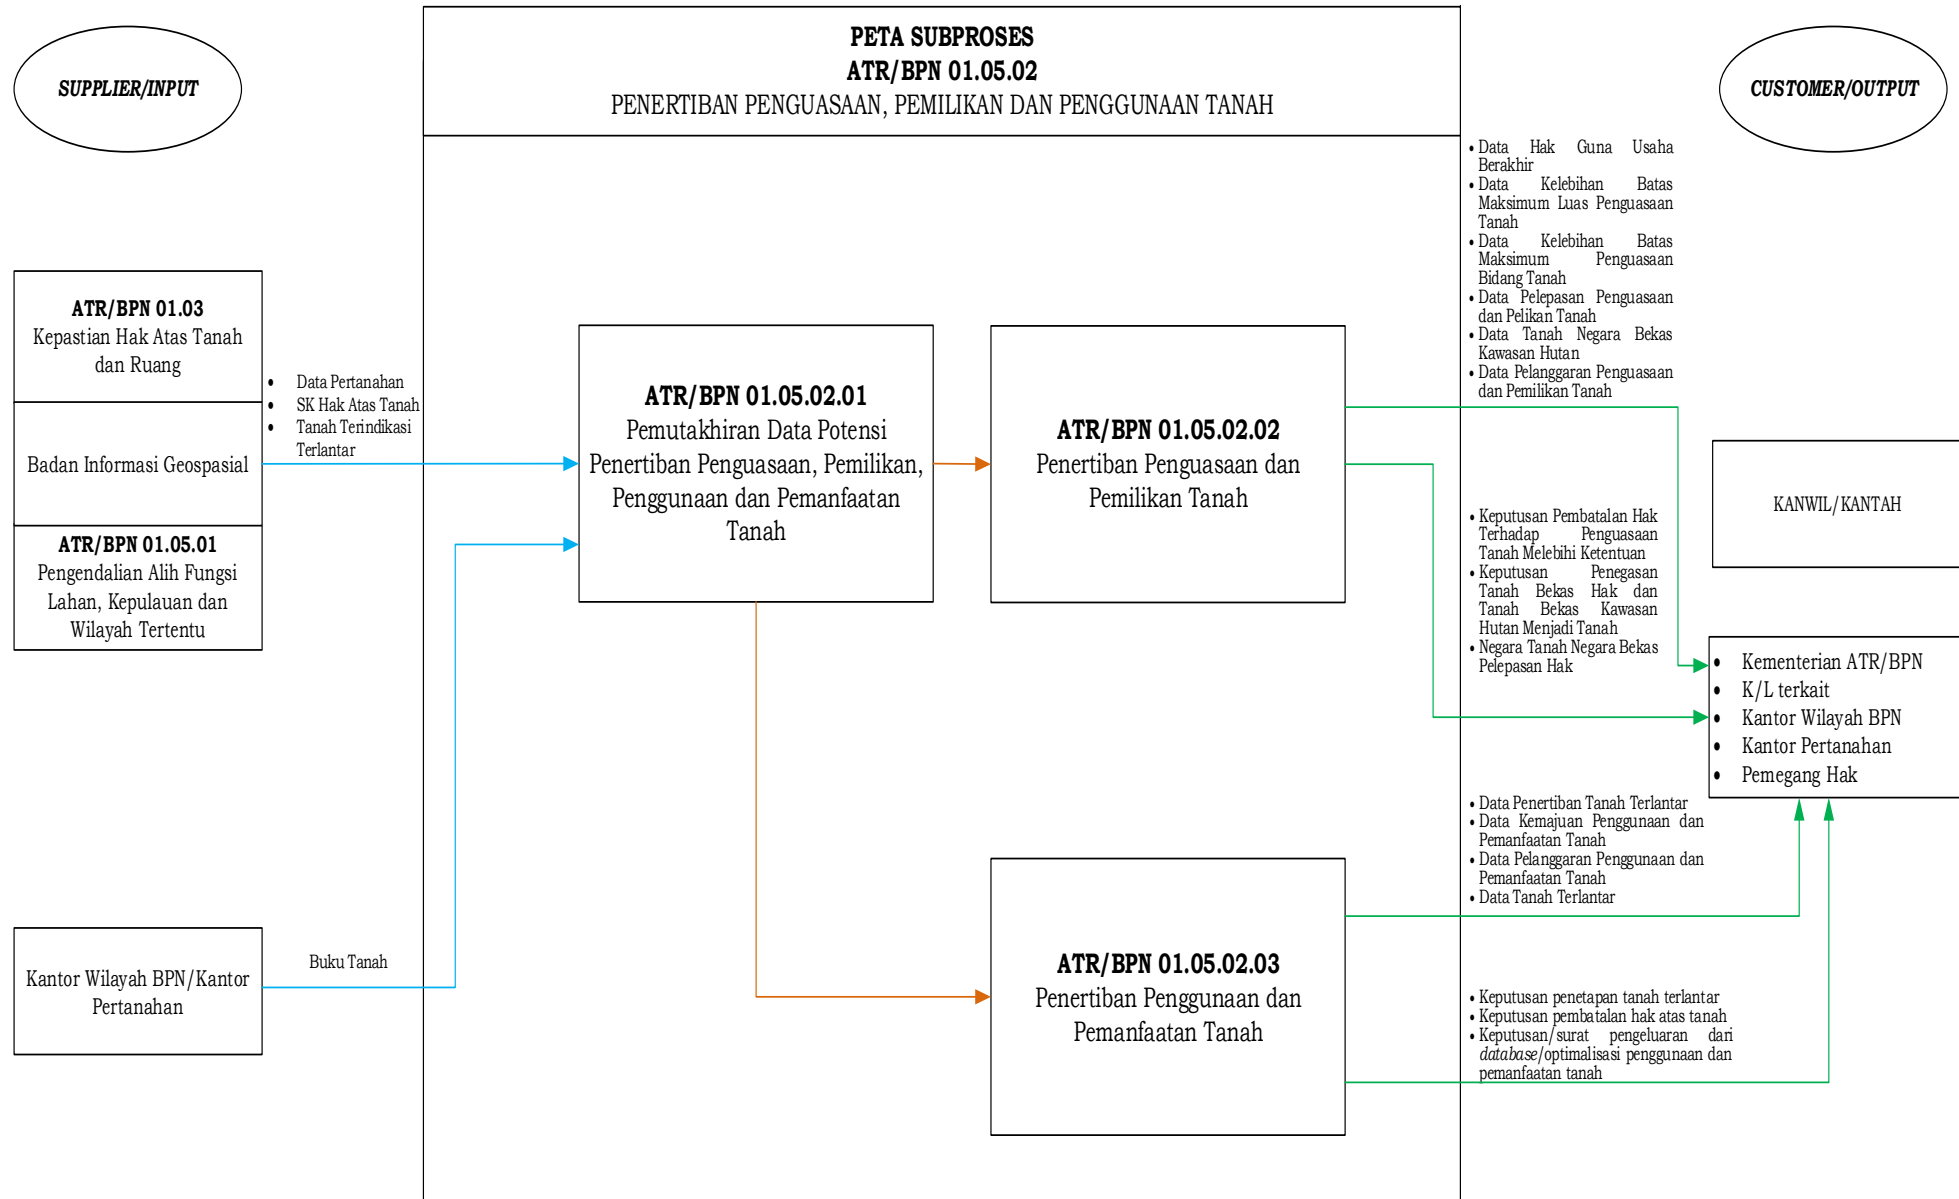 SUPPLIER/INPUT
PETA SUBPROSES
ATR/BPN 01.05.02
PENERTIBAN PENGUASAAN, PEMILIKAN DAN PENGGUNAAN TANAH
CUSTOMER/OUTPUT
ATR/BPN 01.03
Kepastian Hak Atas Tanah
dan Ruang
Badan Informasi Geospasial
ATR/BPN 01.05.01
Pengendalian Alih Fungsi
Lahan, Kepulauan dan
Wilayah Tertentu
• Data Pertanahan
• SK Hak Atas Tanah
• Tanah Terindikasi
Terlantar
Kantor Wilayah BPN/Kantor
Pertanahan
Buku Tanah
ATR/BPN 01.05.02.01
Pemutakhiran Data Potensi
Penertiban Penguasaan, Pemilikan,
Penggunaan dan Pemanfaatan
Tanah
ATR/BPN 01.05.02.02
Penertiban Penguasaan dan
Pemilikan Tanah
ATR/BPN 01.05.02.03
Penertiban Penggunaan dan
Pemanfaatan Tanah
• Data Hak Guna Usaha
Berakhir
• Data Kelebihan Batas
Maksimum Luas Penguasaan
Tanah
• Data Kelebihan Batas
Maksimum Penguasaan
Bidang Tanah
• Data Pelepasan Penguasaan
dan Pelikan Tanah
• Data Tanah Negara Bekas
Kawasan Hutan
• Data Pelanggaran Penguasaan
dan Pemilikan Tanah
• Keputusan Pembatalan Hak
Terhadap Penguasaan
Tanah Melebihi Ketentuan
• Keputusan Penegasan
Tanah Bekas Hak dan
Tanah Bekas Kawasan
Hutan Menjadi Tanah
• Negara Tanah Negara Bekas
Pelepasan Hak
• Data Penertiban Tanah Terlantar
• Data Kemajuan Penggunaan dan
Pemanfaatan Tanah
• Data Pelanggaran Penggunaan dan
Pemanfaatan Tanah
• Data Tanah Terlantar
• Keputusan penetapan tanah terlantar
• Keputusan pembatalan hak atas tanah
• Keputusan/surat pengeluaran dari
database/optimalisasi penggunaan dan
pemanfaatan tanah
KANWIL/KANTAH
• Kementerian ATR/BPN
• K/L terkait
• Kantor Wilayah BPN
• Kantor Pertanahan
• Pemegang Hak